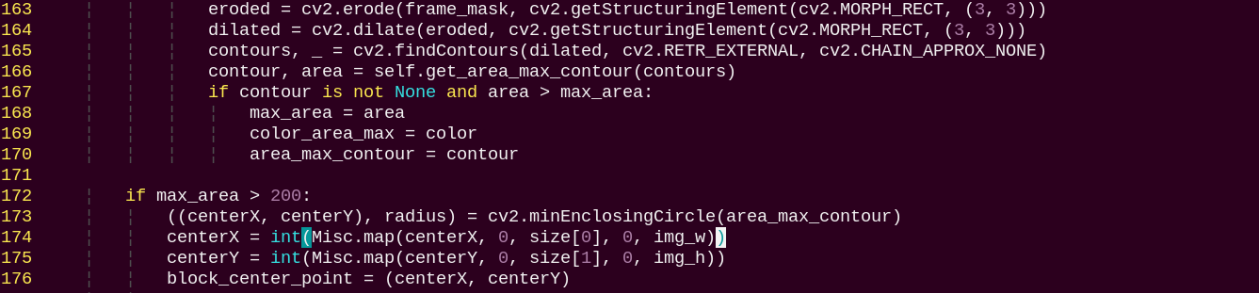 163 eroded = cv2.erode(frame_mask, cv2.getStructuringElement(cv2.MORPH_RECT, (3, 3)))
164 dilated = cv2.dilate(eroded, cv2.getStructuringElement(cv2.MORPH_RECT, (3, 3)))
165 contours, _ = cv2.findContours(dilated, cv2.RETR_EXTERNAL, cv2.CHAIN_APPROX_NONE)
166 contour, area = self.get_area_max_contour(contours)
167 if contour is not None and area > max_area:
168 max_area = area
169 color_area_max = color
170 area_max_contour = contour
171
172 if max_area > 200:
173 ((centerX, centerY), radius) = cv2.minEnclosingCircle(area_max_contour)
174 centerX = int(Misc.map(centerX, 0, size[0], 0, img_w))
175 centerY = int(Misc.map(centerY, 0, size[1], 0, img_h))
176 block_center_point = (centerX, centerY)